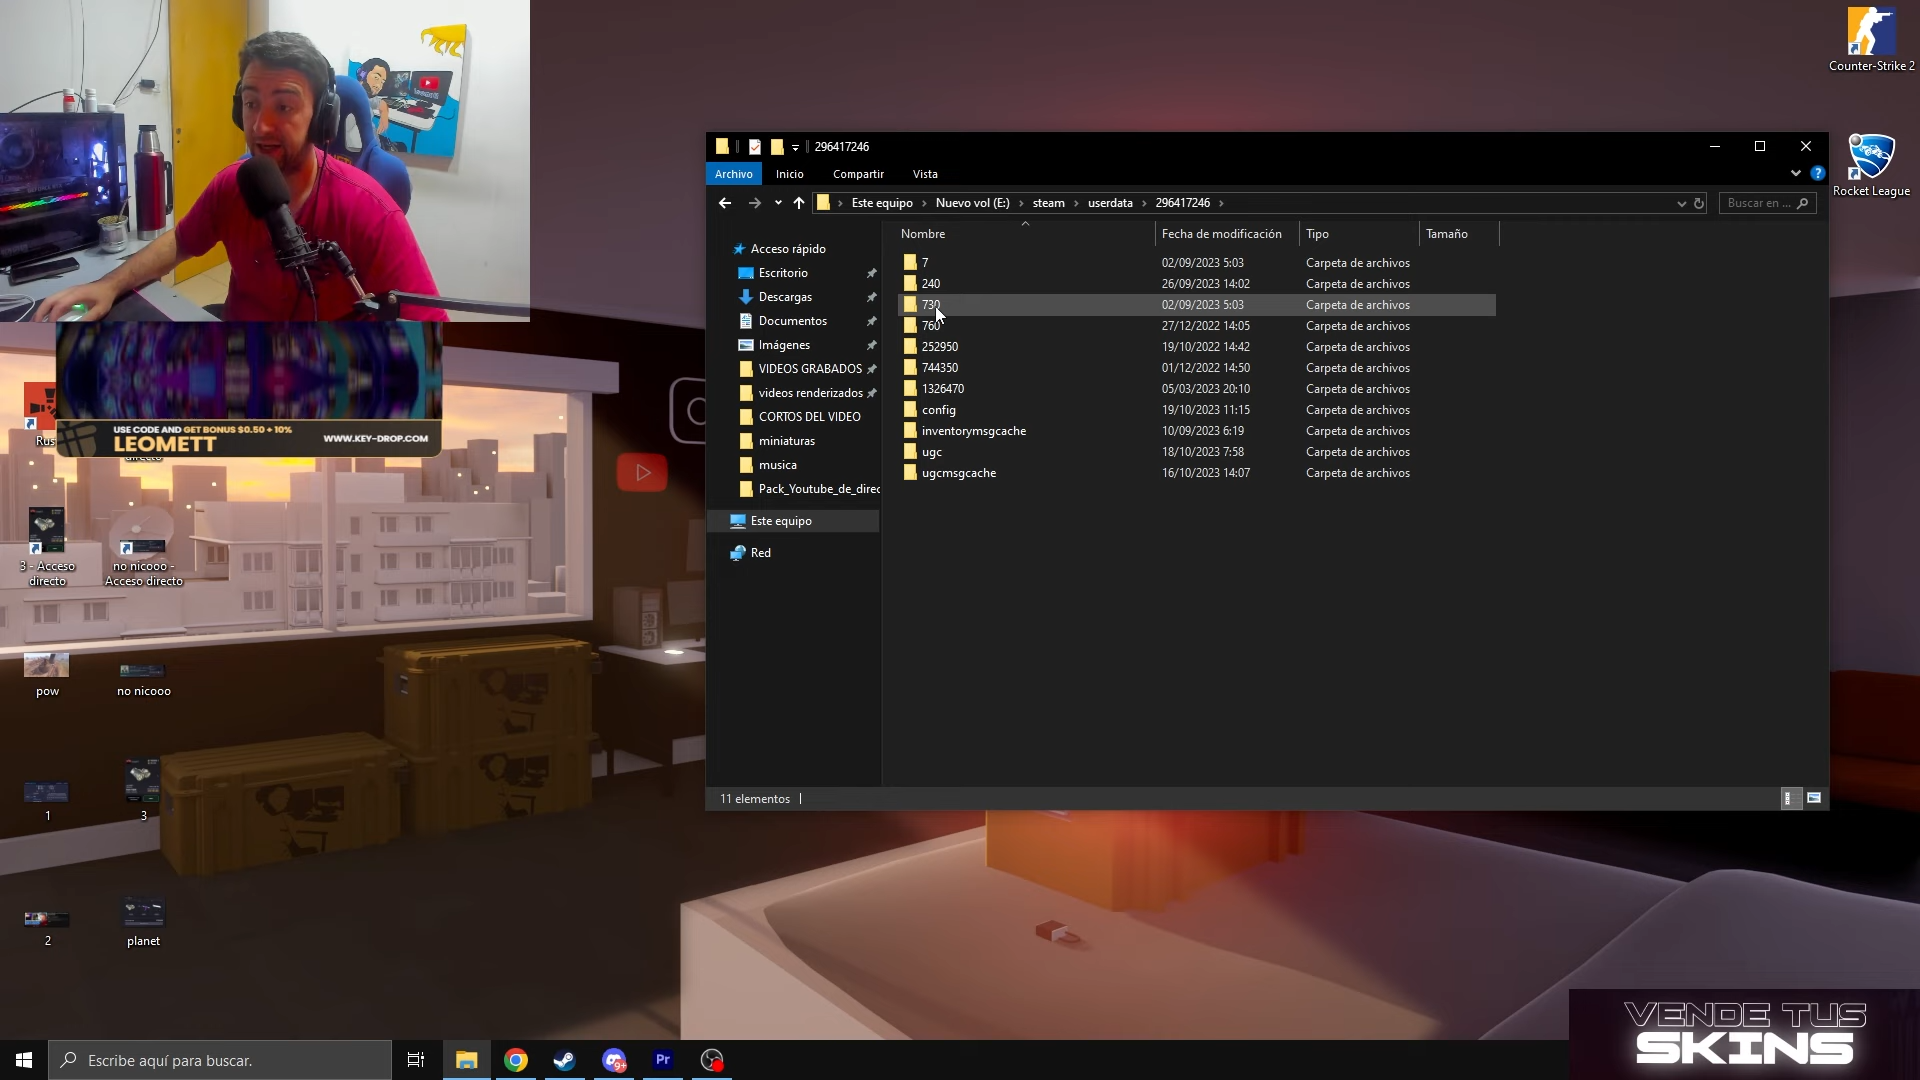 Counter-Strike 2
Rocket League
296417246
Archivo
Inicio
Compartir
Vista
Este equipo
Nuevo vol (E:)
steam
userdata
296417246
Buscar en ...
Nombre
Fecha de modificación
Tipo
Tamaño
Acceso rápido
Escritorio
Descargas
Documentos
Imágenes
VIDEOS GRABADOS
videos renderizados
CORTOS DEL VIDEO
miniaturas
musica
Pack_Youtube_de_direc
Este equipo
Red
7 02/09/2023 5:03 Carpeta de archivos
240 26/09/2023 14:02 Carpeta de archivos
730 02/09/2023 5:03 Carpeta de archivos
760 27/12/2022 14:05 Carpeta de archivos
252950 19/10/2022 14:42 Carpeta de archivos
744350 01/12/2022 14:50 Carpeta de archivos
1326470 05/03/2023 20:10 Carpeta de archivos
config 19/10/2023 11:15 Carpeta de archivos
inventorymsgcache 10/09/2023 6:19 Carpeta de archivos
ugc 18/10/2023 7:58 Carpeta de archivos
ugcmsgcache 16/10/2023 14:07 Carpeta de archivos
11 elementos
Rus
USE CODE AND GET BONUS $0.50 + 10%
LEOMETT
WWW.KEY-DROP.COM
directo
3 - Acceso
directo
no nicooo -
Acceso directo
pow
no nicooo
1
3
2
planet
Escribe aquí para buscar.
9+
Pr
VENDE TUS
SKINS